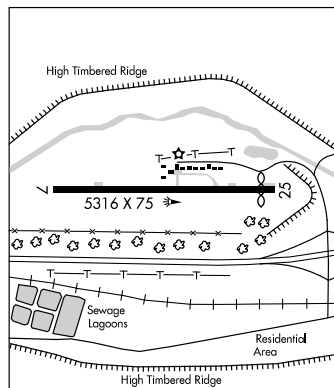 High Timbered Ridge
T T T
7
25
5316 X 75
T T T T
Sewage
Lagoons
Residential
Area
High Timbered Ridge